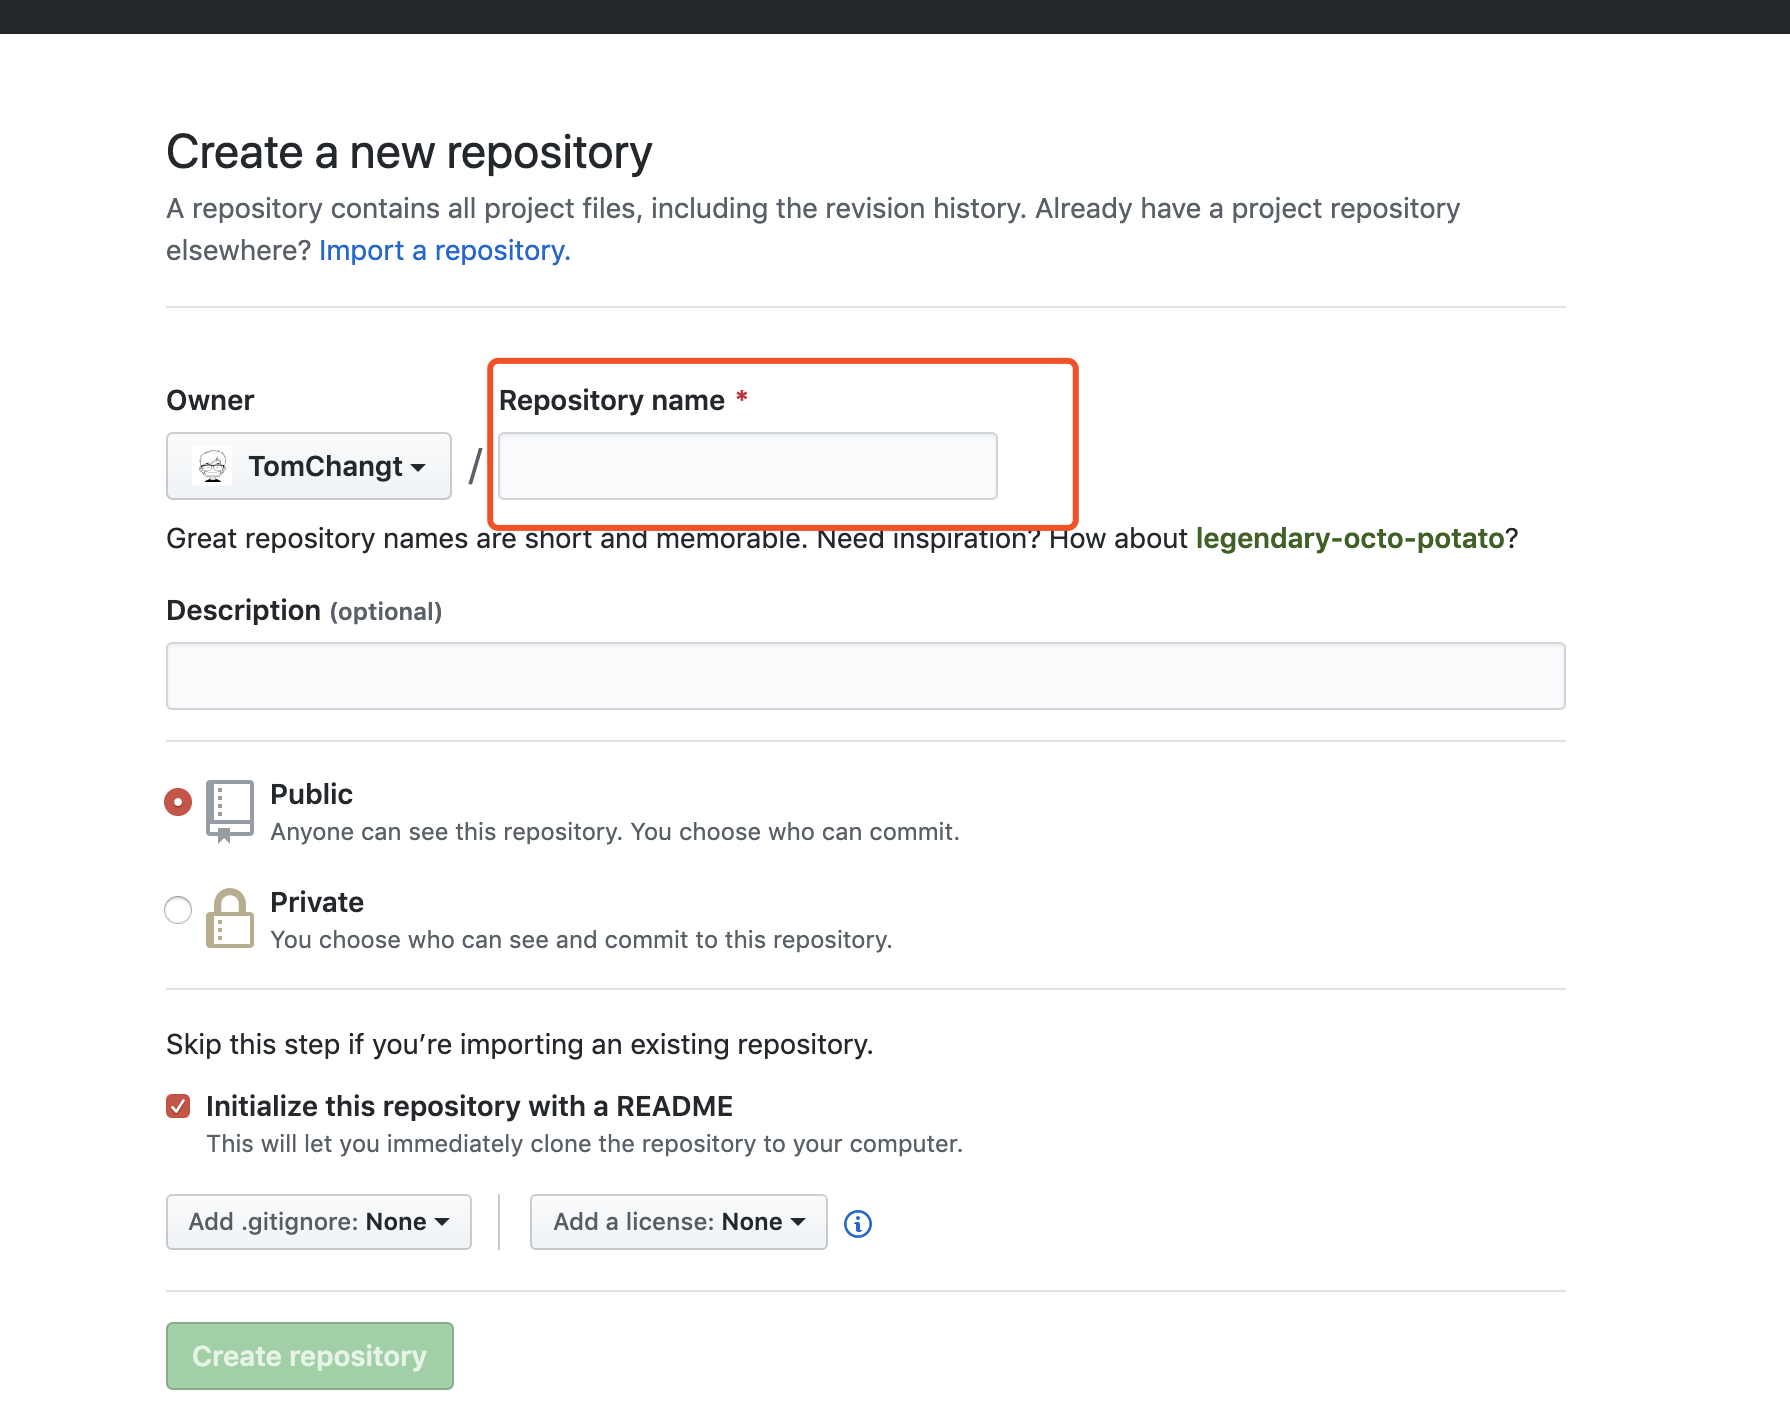 Create a new repository
A repository contains all project files, including the revision history. Already have a project repository
elsewhere? Import a repository.
Owner
Repository name *
TomChangt
/
Great repository names are short and memorable. Need inspiration? How about legendary-octo-potato?
Description (optional)
Public
Anyone can see this repository. You choose who can commit.
Private
You choose who can see and commit to this repository.
Skip this step if you’re importing an existing repository.
Initialize this repository with a README
This will let you immediately clone the repository to your computer.
Add .gitignore: None
Add a license: None
Create repository